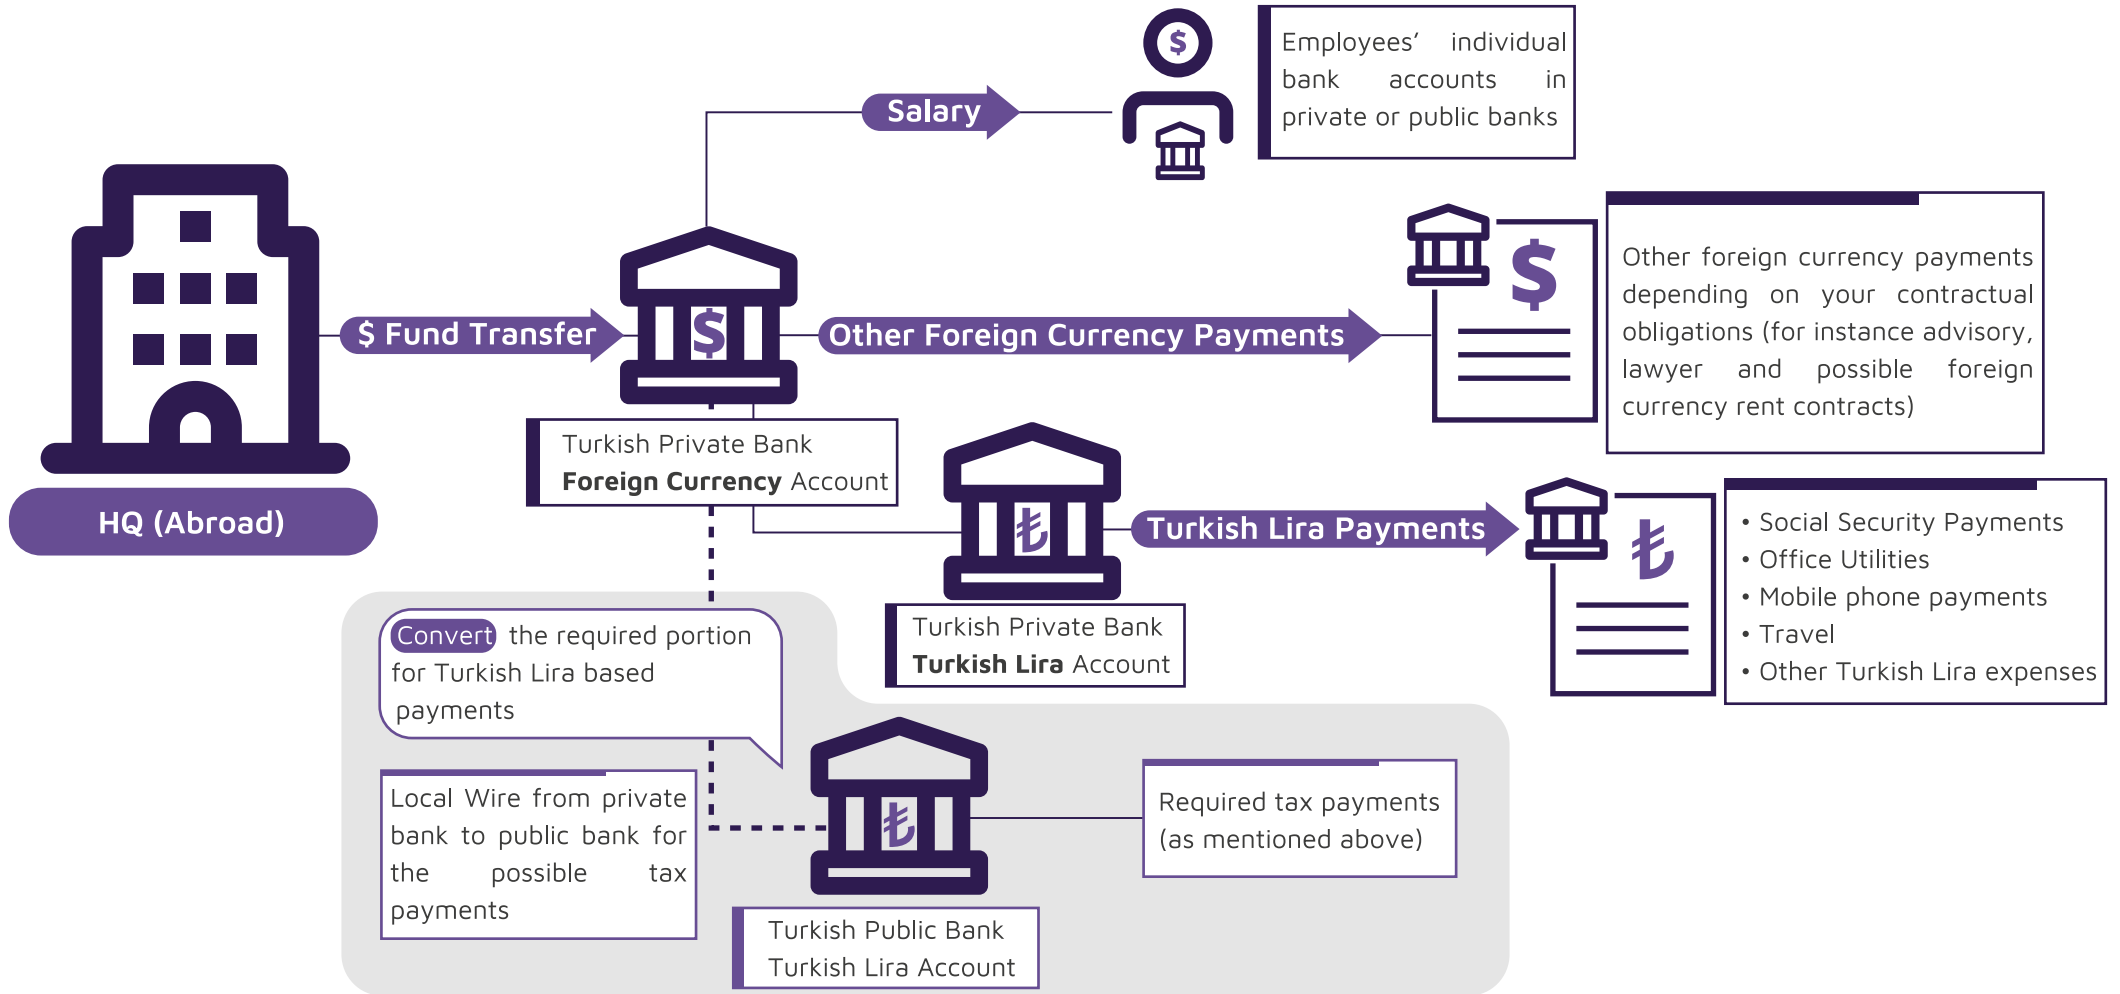 $
Employees’ individual
bank accounts in
private or public banks
Salary
$ Fund Transfer
$
Other Foreign Currency Payments
$
Other foreign currency payments
depending on your contractual
obligations (for instance advisory,
lawyer and possible foreign
currency rent contracts)
HQ (Abroad)
Turkish Private Bank
Foreign Currency Account
₺
Turkish Lira Payments
₺
• Social Security Payments
• Office Utilities
• Mobile phone payments
• Travel
• Other Turkish Lira expenses
Turkish Private Bank
Turkish Lira Account
Convert the required portion
for Turkish Lira based
payments
Local Wire from private
bank to public bank for
the possible tax
payments
₺
Required tax payments
(as mentioned above)
Turkish Public Bank
Turkish Lira Account